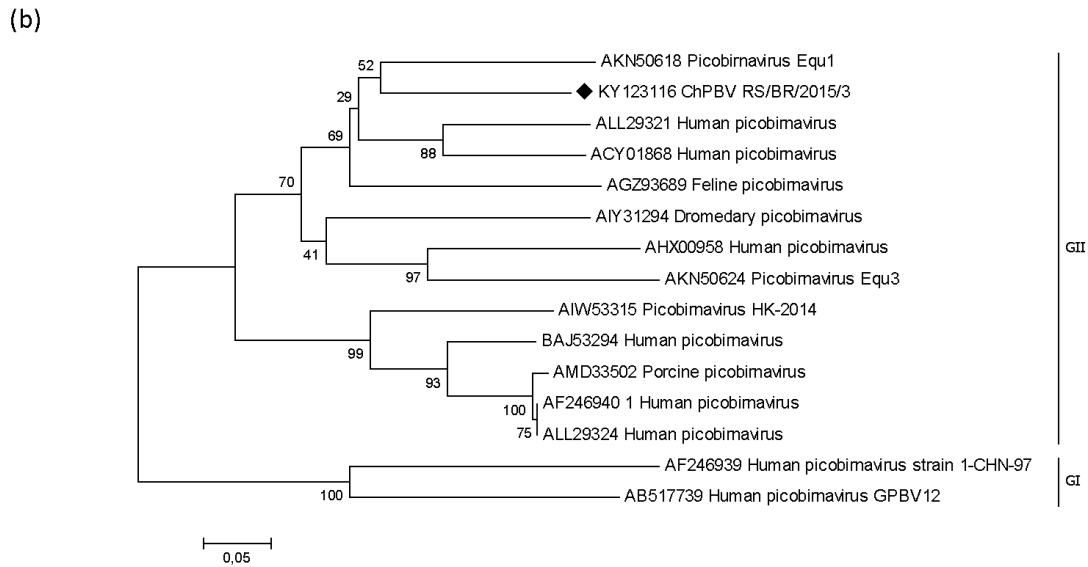 (b)
52
AKN50618 Picobirnavirus Equ1
KY123116 ChPBV RS/BR/2015/3
29
ALL29321 Human picobirnavirus
69
88
ACY01868 Human picobirnavirus
70
AGZ93689 Feline picobirnavirus
AIY31294 Dromedary picobirnavirus
41
AHX00958 Human picobirnavirus
GII
97
AKN50624 Picobirnavirus Equ3
AIW53315 Picobirnavirus HK-2014
99
BAJ53294 Human picobirnavirus
93
AMD33502 Porcine picobirnavirus
100
AF246940 1 Human picobirnavirus
75
ALL29324 Human picobirnavirus
AF246939 Human picobirnavirus strain 1-CHN-97
GI
100
AB517739 Human picobirnavirus GPBV12
0,05